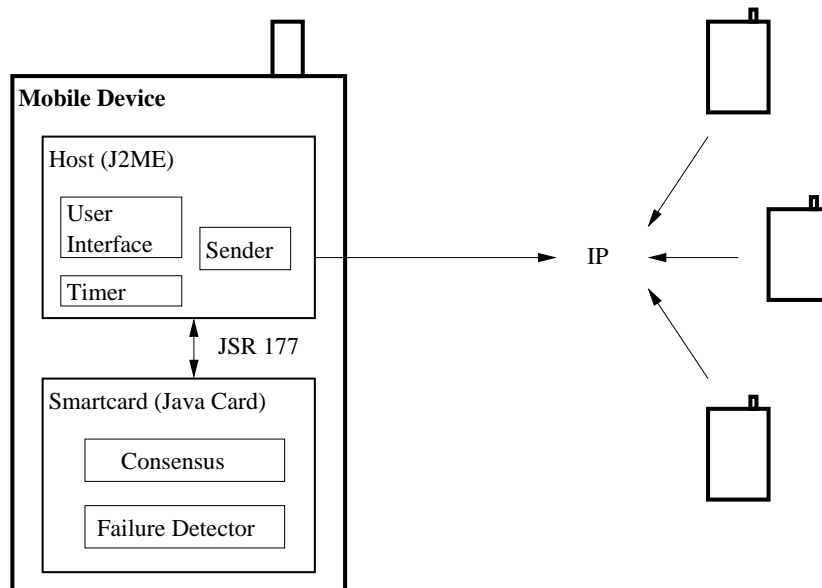 Mobile Device
Host (J2ME)
User
Interface
Sender
Timer
JSR 177
Smartcard (Java Card)
Consensus
Failure Detector
IP